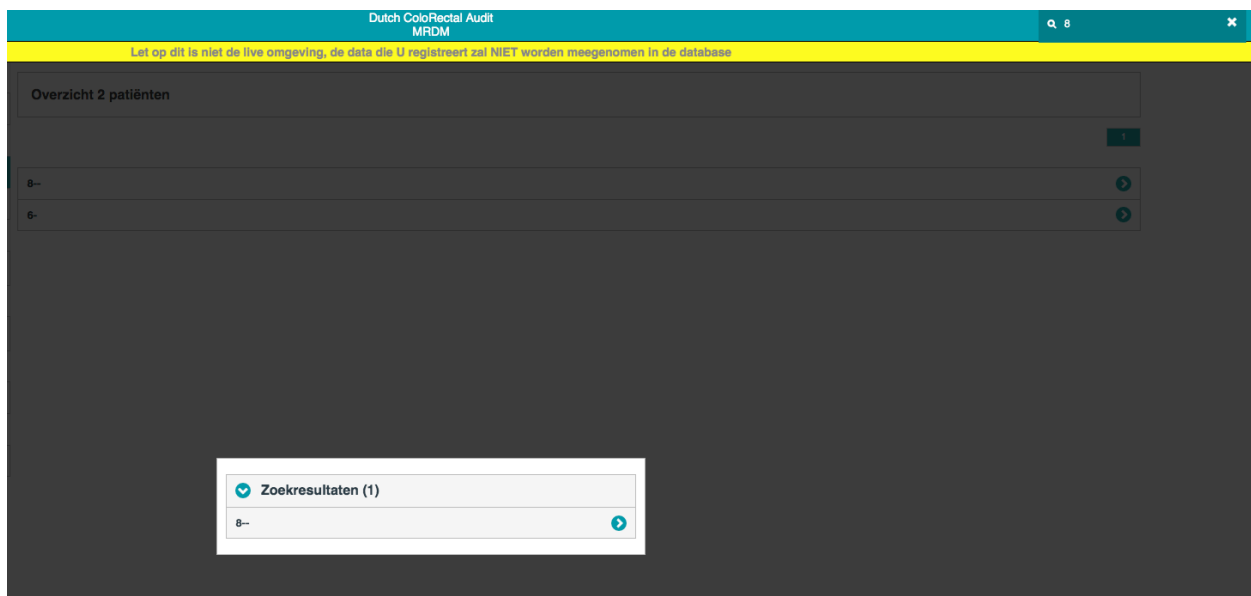 Dutch ColoRectal Audit
MRDM
8
Let op dit is niet de live omgeving, de data die U registreert zal NIET worden meegenomen in de database
Overzicht 2 patiënten
1
8--
6-
Zoekresultaten (1)
8--